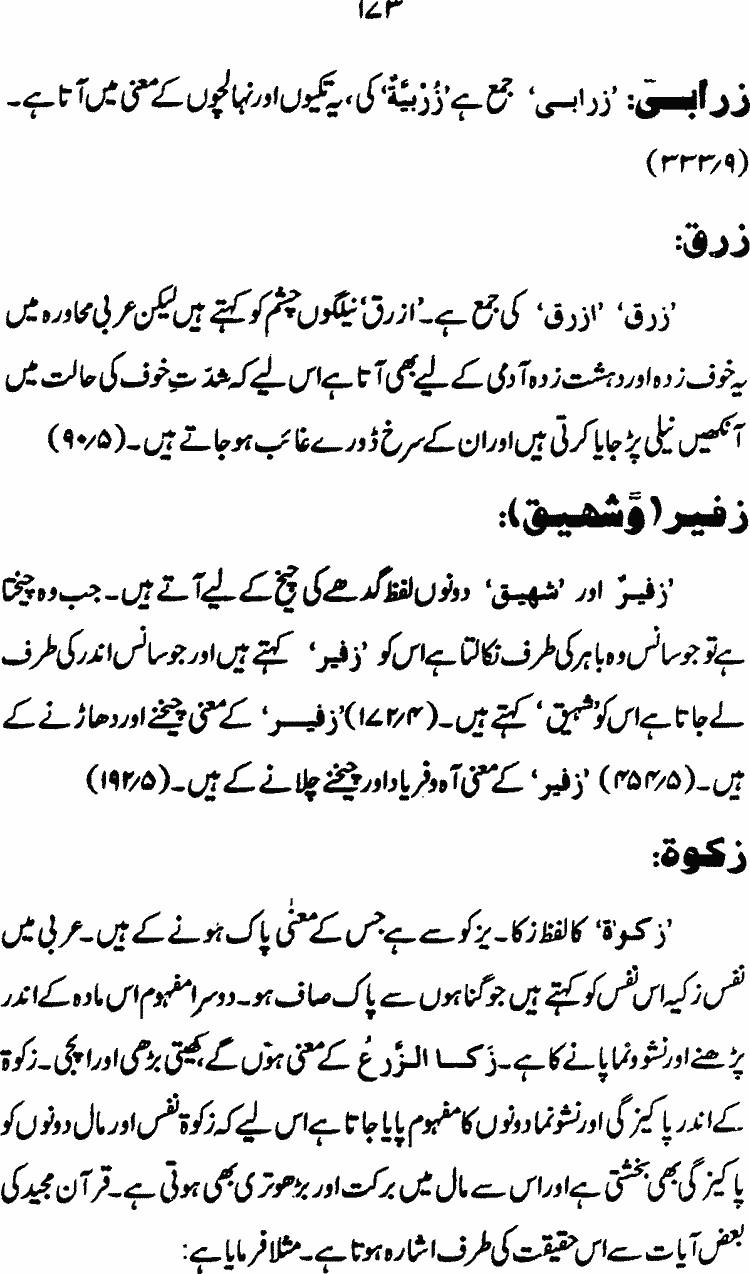 ۱۷۳
زرابیّ: ’زرابی‘ جمع ہے ’زُرْبِیَّةٌ‘ کی، یہ تکیوں اور نہالچوں کے معنی میں آتا ہے۔
(۳۳۳/۹)
زرق:
’زرق‘ ’ازرق‘ کی جمع ہے۔ ’ازرق‘ نیلگوں چشم کو کہتے ہیں لیکن عربی محاورہ میں
یہ خوف زدہ اور دہشت زدہ آدمی کے لیے بھی آتا ہے اس لیے کہ شدّتِ خوف کی حالت میں
آنکھیں نیلی پڑ جایا کرتی ہیں اور ان کے سرخ ڈورے غائب ہو جاتے ہیں۔ (۹۰/۵)
زفیر (وَّشھیق):
’زفیرٌ اور ’شھیق‘ دونوں لفظ گدھے کی چیخ کے لیے آتے ہیں۔ جب وہ چیختا
ہے تو جو سانس وہ باہر کی طرف نکالتا ہے اس کو ’زفیر‘ کہتے ہیں اور جو سانس اندر کی طرف
لے جاتا ہے اس کو ’شہیق‘ کہتے ہیں۔ (۱۷۲/۴) ’زفیر‘ کے معنی چیخنے اور دھاڑنے کے
ہیں۔ (۴۵۴/۵) ’زفیر‘ کے معنی آہ و فریاد اور چیخنے چلانے کے ہیں۔ (۱۹۲/۵)
زکوة:
’زکوٰة‘ کا لفظ زکا۔ یزکو سے ہے جس کے معنٰی پاک ہونے کے ہیں۔ عربی میں
نفس زکیہ اس نفس کو کہتے ہیں جو گناہوں سے پاک صاف ہو۔ دوسرا مفہوم اس مادہ کے اندر
بڑھنے اور نشوونما پانے کا ہے۔ زَکا الزَّرعُ کے معنی ہوں گے، کھیتی بڑھی اور اپجی۔ زکوة
کے اندر پاکیزگی اور نشونما دونوں کا مفہوم پایا جاتا ہے اس لیے کہ زکوة نفس اور مال دونوں کو
پاکیزگی بھی بخشتی ہے اور اس سے مال میں برکت اور بڑھوتری بھی ہوتی ہے۔ قرآن مجید کی
بعض آیات سے اس حقیقت کی طرف اشارہ ہوتا ہے۔ مثلا فرمایا ہے: